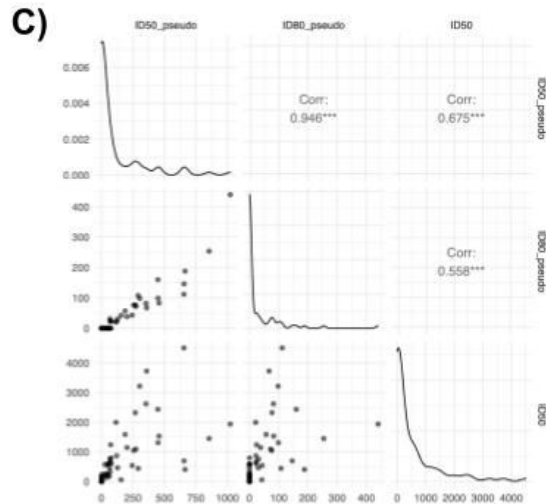 C)
ID50_pseudo ID80_pseudo ID50
0.006
0.004
0.002
0.000
Corr:
0.946***
Corr:
0.675***
ID50_pseudo
400
300
200
100
0
Corr:
0.558***
ID80_pseudo
4000
3000
2000
1000
0
ID50
0 250 500 750 1000 0 100 200 300 400 0 1000 2000 3000 4000